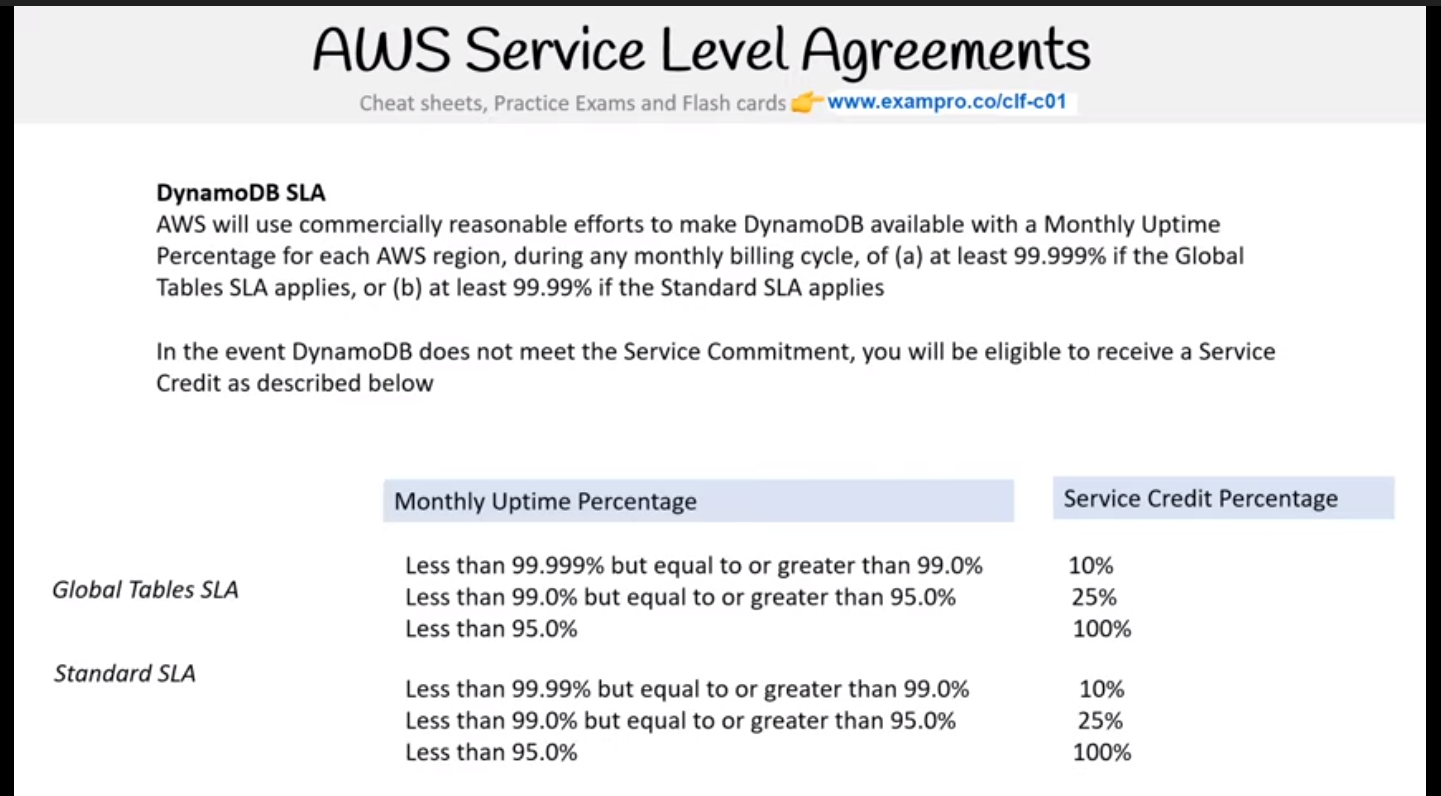 AWS Service Level Agreements
Cheat sheets, Practice Exams and Flash cards 👉 www.exampro.co/clf-c01
DynamoDB SLA
AWS will use commercially reasonable efforts to make DynamoDB available with a Monthly Uptime
Percentage for each AWS region, during any monthly billing cycle, of (a) at least 99.999% if the Global
Tables SLA applies, or (b) at least 99.99% if the Standard SLA applies
In the event DynamoDB does not meet the Service Commitment, you will be eligible to receive a Service
Credit as described below
Monthly Uptime Percentage Service Credit Percentage
Global Tables SLA
Less than 99.999% but equal to or greater than 99.0% 10%
Less than 99.0% but equal to or greater than 95.0% 25%
Less than 95.0% 100%
Standard SLA
Less than 99.99% but equal to or greater than 99.0% 10%
Less than 99.0% but equal to or greater than 95.0% 25%
Less than 95.0% 100%